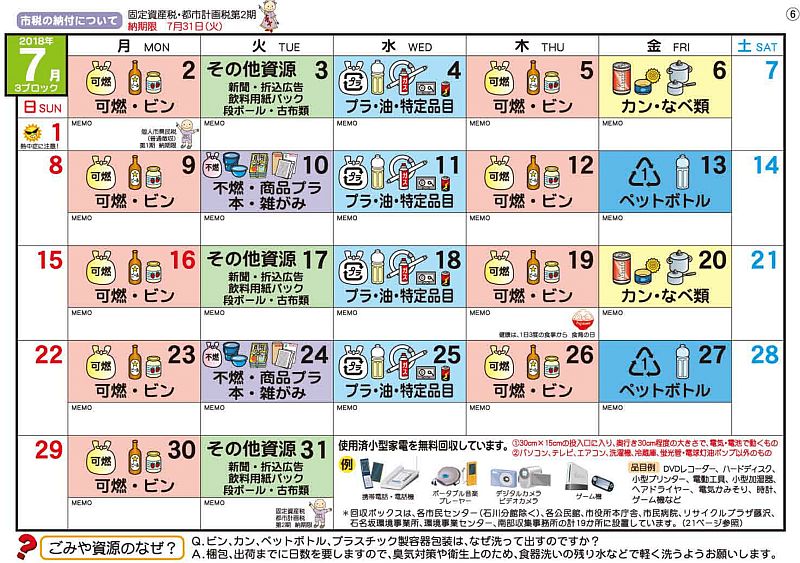 市税の納付について
固定資産税・都市計画税第2期
納期限 7月31日(火)
⑥
2018年
7月
3ブロック
日 SUN
月 MON
火 TUE
水 WED
木 THU
金 FRI
土 SAT
1
熱中症に注意!
2
可燃
可燃・ビン
MEMO
個人市県民税
(普通徴収)
第1期 納期限
その他資源 3
新聞・折込広告
飲料用紙パック
段ボール・古布類
MEMO
4
プラ・油・特定品目
MEMO
5
可燃
可燃・ビン
MEMO
6
カン・なべ類
MEMO
7
8
9
可燃
可燃・ビン
MEMO
10
不燃
不燃・商品プラ
本・雑がみ
MEMO
11
プラ・油・特定品目
MEMO
12
可燃
可燃・ビン
MEMO
13
1
ペットボトル
MEMO
14
15
16
可燃
可燃・ビン
MEMO
その他資源 17
新聞・折込広告
飲料用紙パック
段ボール・古布類
MEMO
18
プラ・油・特定品目
MEMO
19
可燃
可燃・ビン
MEMO
健康は、1日3度の食事から 食育の日
20
カン・なべ類
MEMO
21
22
23
可燃
可燃・ビン
MEMO
24
不燃
不燃・商品プラ
本・雑がみ
MEMO
25
プラ・油・特定品目
MEMO
26
可燃
可燃・ビン
MEMO
27
1
ペットボトル
MEMO
28
29
30
可燃
可燃・ビン
MEMO
その他資源 31
新聞・折込広告
飲料用紙パック
段ボール・古布類
MEMO
固定資産税
都市計画税
第2期 納期限
使用済小型家電を無料回収しています。
①30cm×15cmの投入口に入り、奥行き30cm程度の大きさで、電気・電池で動くもの
②パソコン、テレビ、エアコン、洗濯機、冷蔵庫、蛍光管・電球灯油ポンプ以外のもの
例
携帯電話・電話機
ポータブル音楽
プレーヤー
デジタルカメラ
ビデオカメラ
ゲーム機
品目例 DVDレコーダー、ハードディスク、
小型プリンター、電動工具、小型加湿器、
ヘアドライヤー、電気かみそり、時計、
ゲーム機など
*回収ボックスは、各市民センター(石川分館除く)、各公民館、市役所本庁舎、市民病院、リサイクルプラザ藤沢、
石名坂環境事業所、環境事業センター、南部収集事務所の計19カ所に設置しています。(21ページ参照)
ごみや資源のなぜ?
Q.ビン、カン、ペットボトル、プラスチック製容器包装は、なぜ洗って出すのですか?
A.梱包、出荷までに日数を要しますので、臭気対策や衛生上のため、食器洗いの残り水などで軽く洗うようお願いします。